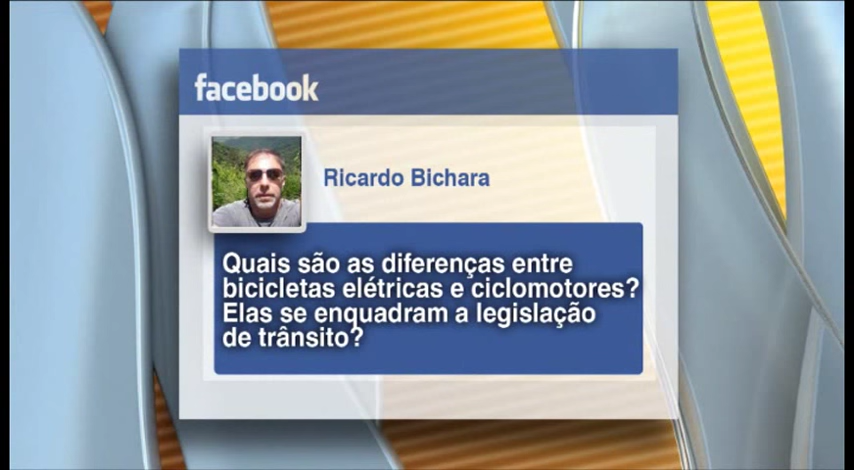 facebook
Ricardo Bichara
Quais são as diferenças entre
bicicletas elétricas e ciclomotores?
Elas se enquadram a legislação
de trânsito?